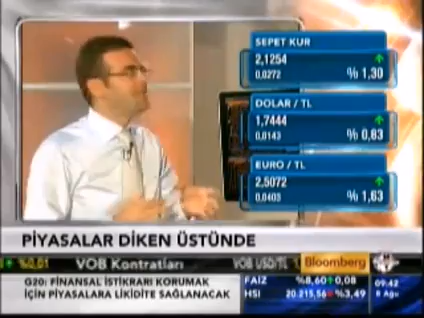 SEPET KUR
2,1254
0,0272 % 1,30
DOLAR / TL
1,7444
0,0143 % 0,83
EURO / TL
2,5072
0,0403 % 1,63
PİYASALAR DİKEN ÜSTÜNDE
%0,01 VOB Kontratları VOB USD/TL Bloomberg
G20: FİNANSAL İSTİKRARI KORUMAK
İÇİN PİYASALARA LİKİDİTE SAĞLANACAK
FAİZ %8,60 0,08
HSI 20.215,56 %3,49
09:42
8 Ağu